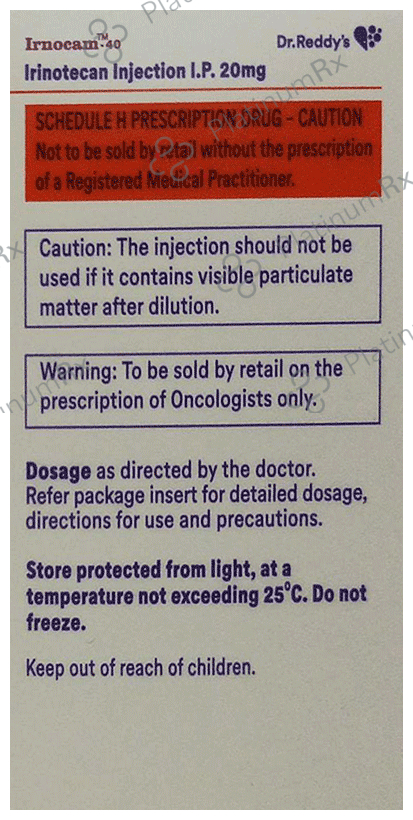 Irnocam™-40
Dr.Reddy's
Irinotecan Injection I.P. 20mg
SCHEDULE H PRESCRIPTION DRUG - CAUTION
Not to be sold by retail without the prescription
of a Registered Medical Practitioner.
Caution: The injection should not be
used if it contains visible particulate
matter after dilution.
Warning: To be sold by retail on the
prescription of Oncologists only.
Dosage as directed by the doctor.
Refer package insert for detailed dosage,
directions for use and precautions.
Store protected from light, at a
temperature not exceeding 25°C. Do not
freeze.
Keep out of reach of children.
PlatinumRx